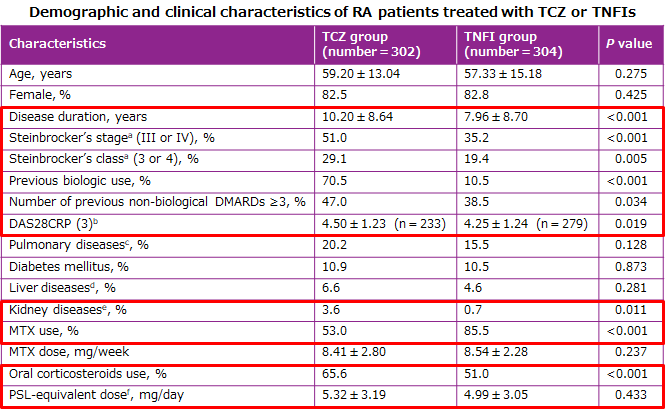 Demographic and clinical characteristics of RA patients treated with TCZ or TNFIs
Characteristics TCZ group (number=302) TNFI group (number=304) P value
Age, years 59.20±13.04 57.33±15.18 0.275
Female, % 82.5 82.8 0.425
Disease duration, years 10.20±8.64 7.96±8.70 <0.001
Steinbrocker's stageᵃ (III or IV), % 51.0 35.2 <0.001
Steinbrocker's classᵃ (3 or 4), % 29.1 19.4 0.005
Previous biologic use, % 70.5 10.5 <0.001
Number of previous non-biological DMARDs ≥3, % 47.0 38.5 0.034
DAS28CRP (3)ᵇ 4.50±1.23 (n=233) 4.25±1.24 (n=279) 0.019
Pulmonary diseasesᶜ, % 20.2 15.5 0.128
Diabetes mellitus, % 10.9 10.5 0.873
Liver diseasesᵈ, % 6.6 4.6 0.281
Kidney diseasesᵉ, % 3.6 0.7 0.011
MTX use, % 53.0 85.5 <0.001
MTX dose, mg/week 8.41±2.80 8.54±2.28 0.237
Oral corticosteroids use, % 65.6 51.0 <0.001
PSL-equivalent doseᶠ, mg/day 5.32±3.19 4.99±3.05 0.433